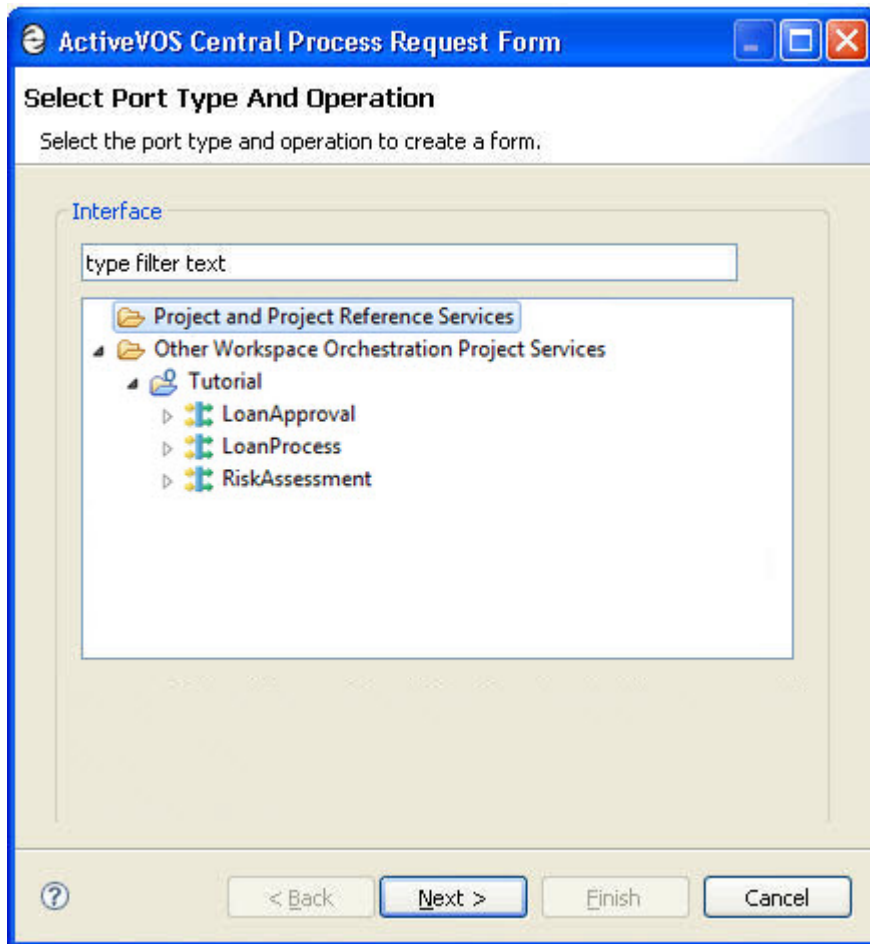 ActiveVOS Central Process Request Form
Select Port Type And Operation
Select the port type and operation to create a form.
Interface
type filter text
Project and Project Reference Services
Other Workspace Orchestration Project Services
Tutorial
LoanApproval
LoanProcess
RiskAssessment
? < Back Next > Finish Cancel